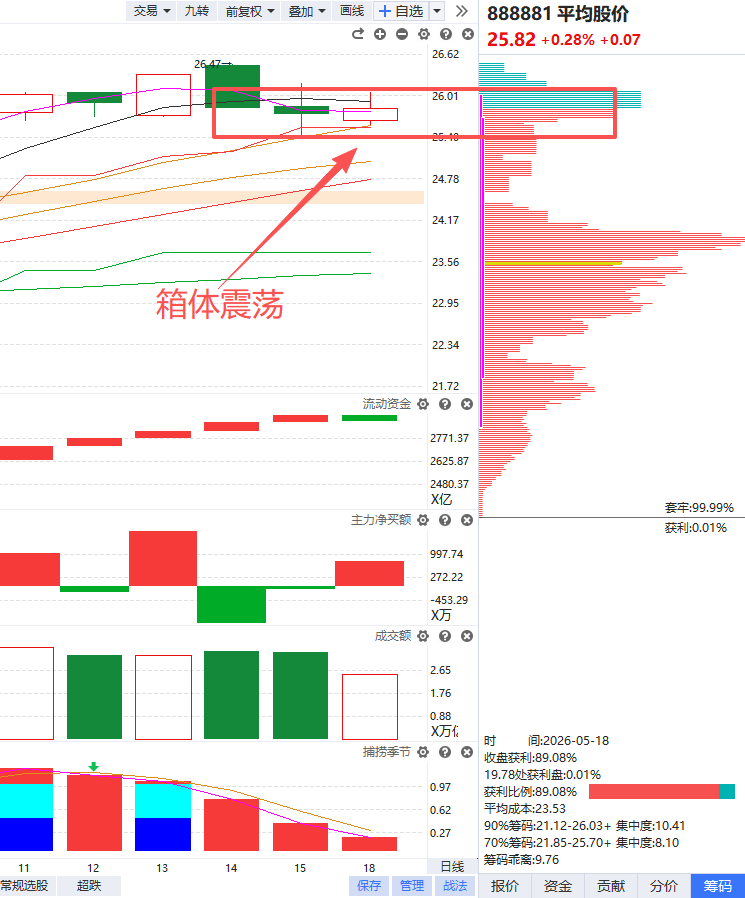 交易 九转 前复权 叠加 画线 + 自选
888881 平均股价
25.82 +0.28% +0.07
26.47
26.62
26.01
24.78
24.17
23.56
22.95
22.34
21.72
箱体震荡
套牢:99.99%
获利:0.01%
流动资金
2771.37
2625.87
2480.37
X亿
主力净买额
997.74
272.22
-453.29
X万
成交额
2.65
1.76
0.88
X万亿
捕捞季节
0.97
0.62
0.27
11 12 13 14 15 18 日线
常规选股 超跌 保存 管理 战法
时 间:2026-05-18
收盘获利:89.08%
19.78处获利盘:0.01%
获利比例:89.08%
平均成本:23.53
90%筹码:21.12-26.03+ 集中度:10.41
70%筹码:21.85-25.70+ 集中度:8.10
筹码乖离:9.76
报价 资金 贡献 分价 筹码